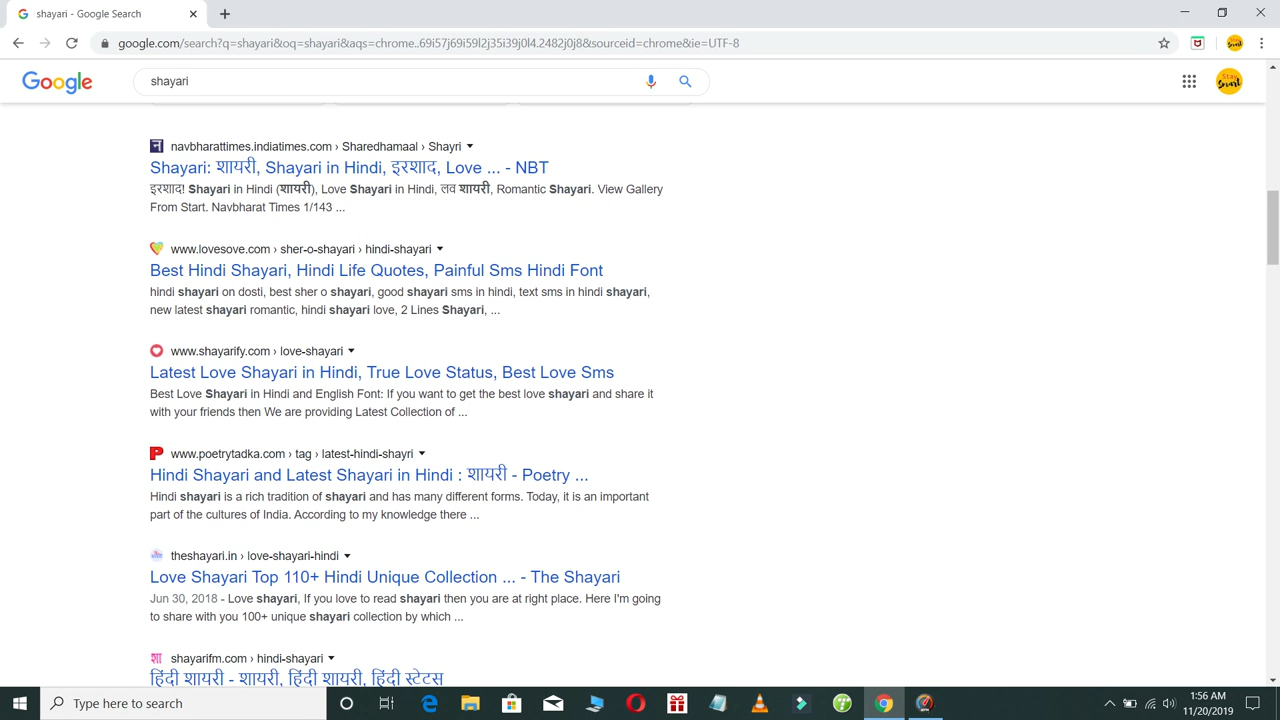 shayari - Google Search
google.com/search?q=shayari&oq=shayari&aqs=chrome..69i57j69i59l2j35i39j0l4.2482j0j8&sourceid=chrome&ie=UTF-8
Google
shayari
Stay Smart
navbharattimes.indiatimes.com › Sharedhamaal › Shayri
Shayari: शायरी, Shayari in Hindi, इरशाद, Love ... - NBT
इरशाद! Shayari in Hindi (शायरी), Love Shayari in Hindi, लव शायरी, Romantic Shayari. View Gallery
From Start. Navbharat Times 1/143 ...
www.lovesove.com › sher-o-shayari › hindi-shayari
Best Hindi Shayari, Hindi Life Quotes, Painful Sms Hindi Font
hindi shayari on dosti, best sher o shayari, good shayari sms in hindi, text sms in hindi shayari,
new latest shayari romantic, hindi shayari love, 2 Lines Shayari, ...
www.shayarify.com › love-shayari
Latest Love Shayari in Hindi, True Love Status, Best Love Sms
Best Love Shayari in Hindi and English Font: If you want to get the best love shayari and share it
with your friends then We are providing Latest Collection of ...
www.poetrytadka.com › tag › latest-hindi-shayri
Hindi Shayari and Latest Shayari in Hindi : शायरी - Poetry ...
Hindi shayari is a rich tradition of shayari and has many different forms. Today, it is an important
part of the cultures of India. According to my knowledge there ...
theshayari.in › love-shayari-hindi
Love Shayari Top 110+ Hindi Unique Collection ... - The Shayari
Jun 30, 2018 - Love shayari, If you love to read shayari then you are at right place. Here I'm going
to share with you 100+ unique shayari collection by which ...
shayarifm.com › hindi-shayari
हिंदी शायरी - शायरी, हिंदी शायरी, हिंदी स्टेटस
Type here to search
1:56 AM
11/20/2019